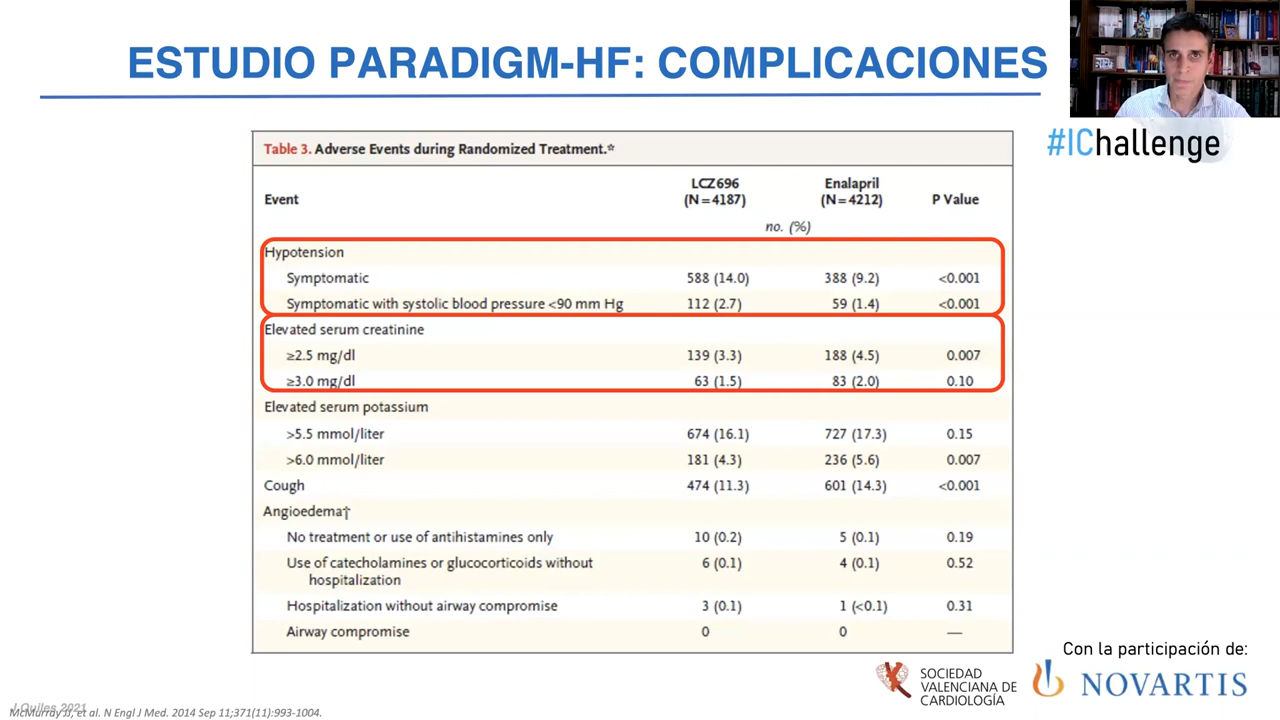 ESTUDIO PARADIGM-HF: COMPLICACIONES
#IChallenge
Table 3. Adverse Events during Randomized Treatment.*
Event LCZ696 (N=4187) Enalapril (N=4212) P Value
no. (%)
Hypotension
Symptomatic 588 (14.0) 388 (9.2) <0.001
Symptomatic with systolic blood pressure <90 mm Hg 112 (2.7) 59 (1.4) <0.001
Elevated serum creatinine
≥2.5 mg/dl 139 (3.3) 188 (4.5) 0.007
≥3.0 mg/dl 63 (1.5) 83 (2.0) 0.10
Elevated serum potassium
>5.5 mmol/liter 674 (16.1) 727 (17.3) 0.15
>6.0 mmol/liter 181 (4.3) 236 (5.6) 0.007
Cough 474 (11.3) 601 (14.3) <0.001
Angioedema†
No treatment or use of antihistamines only 10 (0.2) 5 (0.1) 0.19
Use of catecholamines or glucocorticoids without 6 (0.1) 4 (0.1) 0.52
hospitalization
Hospitalization without airway compromise 3 (0.1) 1 (<0.1) 0.31
Airway compromise 0 0 —
Con la participación de:
SOCIEDAD
VALENCIANA DE
CARDIOLOGÍA
NOVARTIS
J Quiles 2021
McMurray JJ, et al. N Engl J Med. 2014 Sep 11;371(11):993-1004.